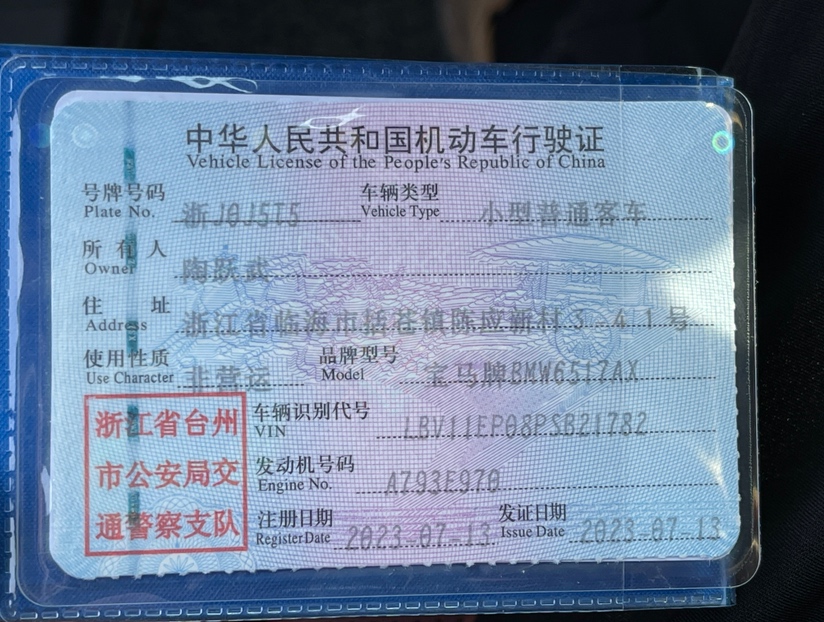 中华人民共和国机动车行驶证
Vehicle License of the People's Republic of China
号牌号码 浙J0J5T5 车辆类型 小型普通客车
Plate No. Vehicle Type
所有人 陶跃武
Owner
住址 浙江省临海市括苍镇陈应新村3-41号
Address
使用性质 非营运 品牌型号 宝马牌BMW6517AX
Use Character Model
浙江省台州
市公安局交
通警察支队
车辆识别代号 LBV11EP08PSB21782
VIN
发动机号码 A793E970
Engine No.
注册日期 2023-07-13 发证日期 2023-07-13
Register Date Issue Date